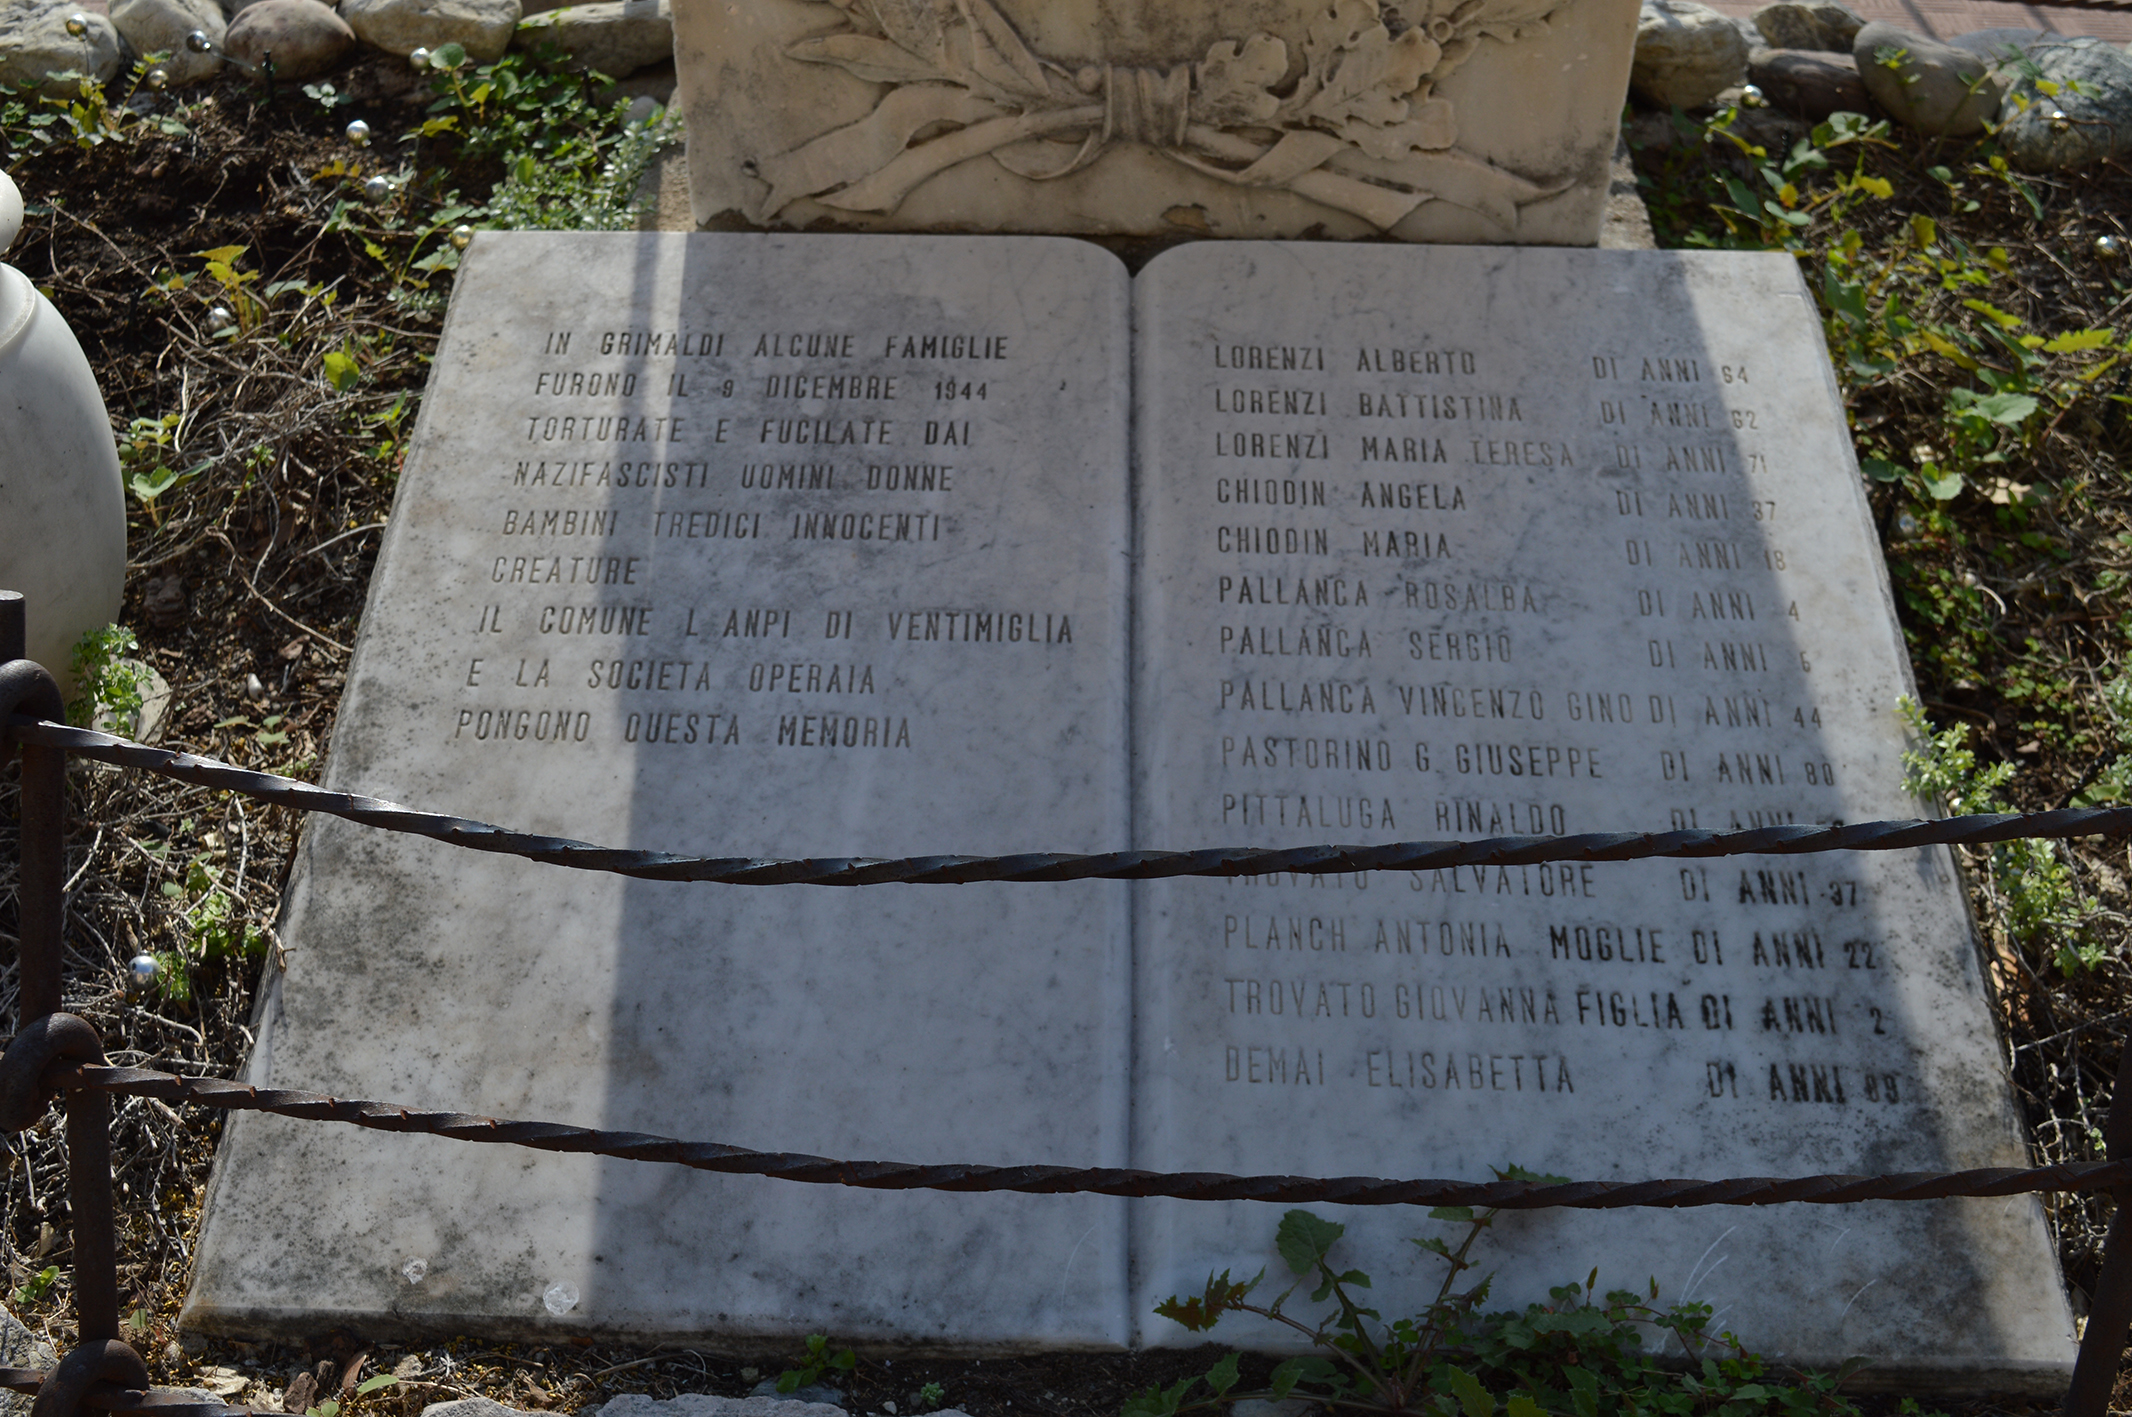 IN GRIMALDI ALCUNE FAMIGLIE
FURONO IL 9 DICEMBRE 1944
TORTURATE E FUCILATE DAI
NAZIFASCISTI UOMINI DONNE
BAMBINI TREDICI INNOCENTI
CREATURE
IL COMUNE L ANPI DI VENTIMIGLIA
E LA SOCIETA OPERAIA
PONGONO QUESTA MEMORIA
LORENZI ALBERTO DI ANNI 64
LORENZI BATTISTINA DI ANNI 62
LORENZI MARIA TERESA DI ANNI 71
CHIODIN ANGELA DI ANNI 37
CHIODIN MARIA DI ANNI 18
PALLANCA ROSALBA DI ANNI 4
PALLANCA SERGIO DI ANNI 6
PALLANCA VINCENZO GINO DI ANNI 44
PASTORINO G. GIUSEPPE DI ANNI 80
PITTALUGA RINALDO DI ANNI
TROVATO SALVATORE DI ANNI 37
PLANCH ANTONIA MOGLIE DI ANNI 22
TROVATO GIOVANNA FIGLIA DI ANNI 2
DEMAI ELISABETTA DI ANNI